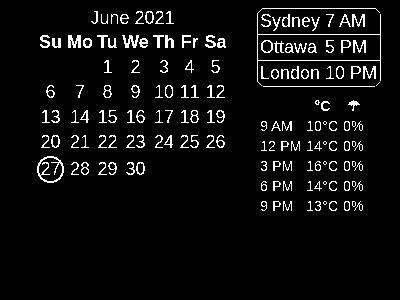 June 2021
Su Mo Tu We Th Fr Sa
1 2 3 4 5
6 7 8 9 10 11 12
13 14 15 16 17 18 19
20 21 22 23 24 25 26
27 28 29 30
Sydney 7 AM
Ottawa 5 PM
London 10 PM
°C
9 AM 10°C 0%
12 PM 14°C 0%
3 PM 16°C 0%
6 PM 14°C 0%
9 PM 13°C 0%